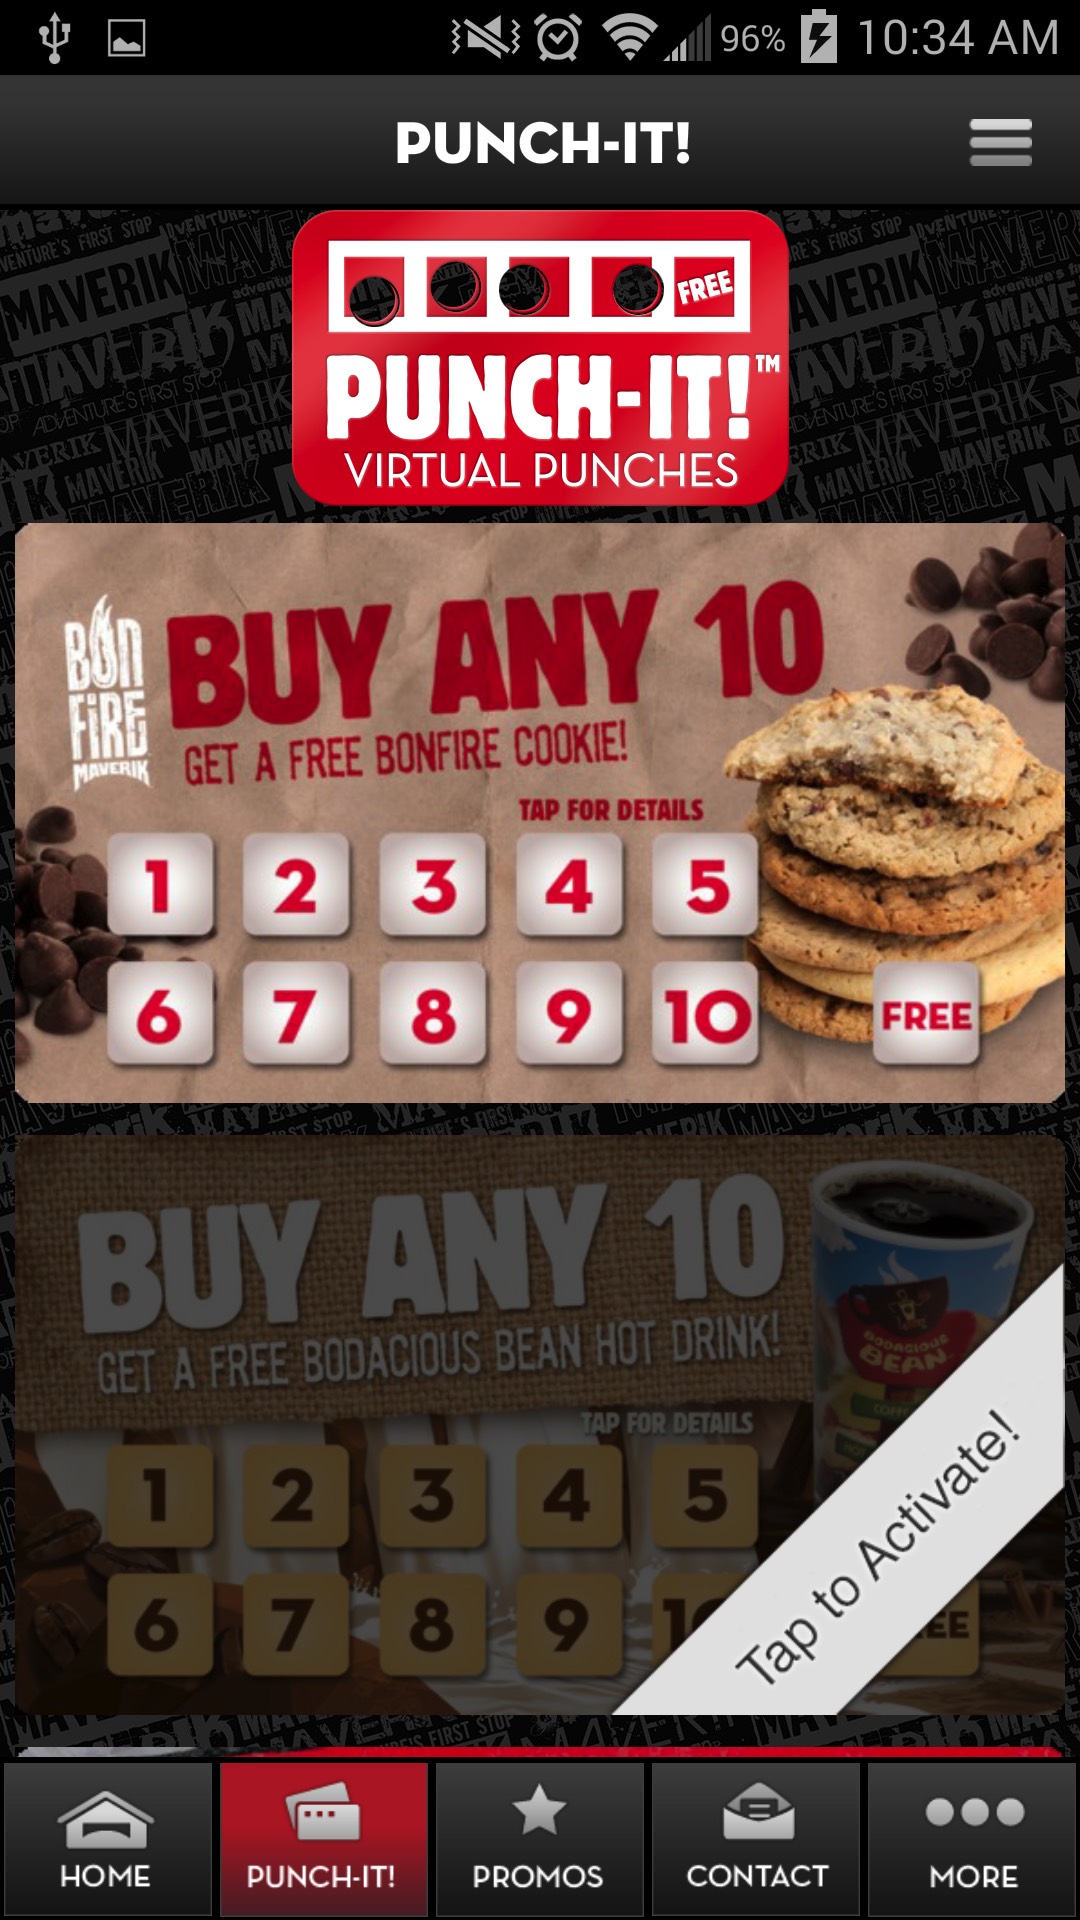 96% 10:34 AM
PUNCH-IT!
FREE
PUNCH-IT!™
VIRTUAL PUNCHES
BONFIRE
MAVERIK
BUY ANY 10
GET A FREE BONFIRE COOKIE!
TAP FOR DETAILS
1 2 3 4 5
6 7 8 9 10 FREE
BUY ANY 10
GET A FREE BODACIOUS BEAN HOT DRINK!
BODACIOUS
BEAN
TAP FOR DETAILS
1 2 3 4 5
6 7 8 9
Tap to Activate!
HOME PUNCH-IT! PROMOS CONTACT MORE